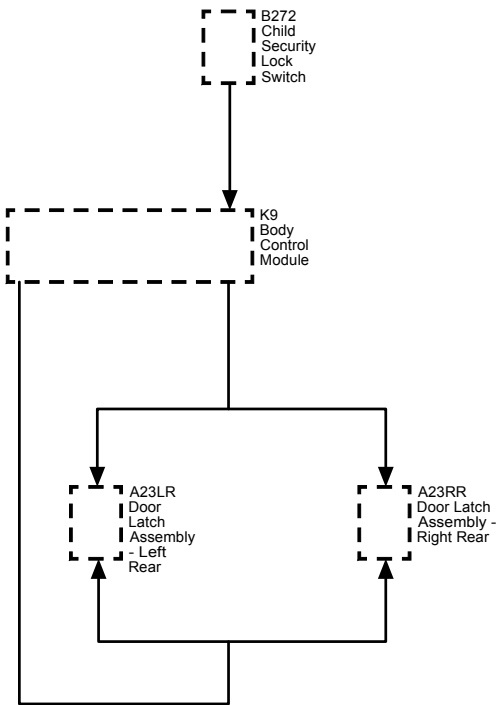 B272
Child
Security
Lock
Switch
K9
Body
Control
Module
A23LR
Door
Latch
Assembly
- Left
Rear
A23RR
Door Latch
Assembly -
Right Rear